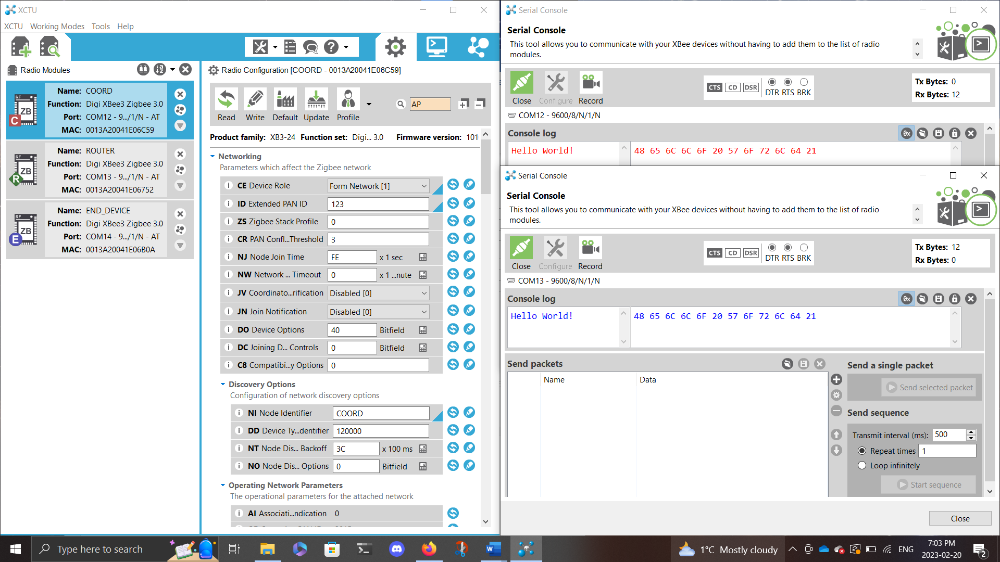 XCTU
XCTU Working Modes Tools Help
Radio Modules
Name: COORD
Function: Digi XBee3 Zigbee 3.0
Port: COM12 - 9.../1/N - AT
MAC: 0013A20041E06C59
RF
ZB
C
Name: ROUTER
Function: Digi XBee3 Zigbee 3.0
Port: COM13 - 9.../1/N - AT
MAC: 0013A20041E06752
RF
ZB
R
Name: END_DEVICE
Function: Digi XBee3 Zigbee 3.0
Port: COM14 - 9.../1/N - AT
MAC: 0013A20041E06B0A
RF
ZB
E
Radio Configuration [COORD - 0013A20041E06C59]
Read Write Default Update Profile
AP
Product family: XB3-24 Function set: Digi... 3.0 Firmware version: 101
Networking
Parameters which affect the Zigbee network
i CE Device Role Form Network [1]
i ID Extended PAN ID 123
i ZS Zigbee Stack Profile 0
i CR PAN Confl...Threshold 3
i NJ Node Join Time FE x 1 sec
i NW Network ... Timeout 0 x 1 ...nute
i JV Coordinato...rification Disabled [0]
i JN Join Notification Disabled [0]
i DO Device Options 40 Bitfield
i DC Joining D... Controls 0 Bitfield
i C8 Compatibi...y Options 0
Discovery Options
Configuration of network discovery options
i NI Node Identifier COORD
i DD Device Ty...dentifier 120000
i NT Node Dis... Backoff 3C x 100 ms
i NO Node Dis... Options 0 Bitfield
Operating Network Parameters
The operational parameters for the attached network
i AI Associati...ndication 0
Serial Console
Serial Console
This tool allows you to communicate with your XBee devices without having to add them to the list of radio
modules.
Close Configure Record
CTS CD DSR DTR RTS BRK
Tx Bytes: 0
Rx Bytes: 12
COM12 - 9600/8/N/1/N
Console log
0x
Hello World! 48 65 6C 6C 6F 20 57 6F 72 6C 64 21
Serial Console
Serial Console
This tool allows you to communicate with your XBee devices without having to add them to the list of radio
modules.
Close Configure Record
CTS CD DSR DTR RTS BRK
Tx Bytes: 12
Rx Bytes: 0
COM13 - 9600/8/N/1/N
Console log
0x
Hello World! 48 65 6C 6C 6F 20 57 6F 72 6C 64 21
Send packets
Name Data
Send a single packet
Send selected packet
Send sequence
Transmit interval (ms): 500
Repeat times 1
Loop infinitely
Start sequence
Close
Type here to search
1°C Mostly cloudy
ENG
7:03 PM
2023-02-20
2